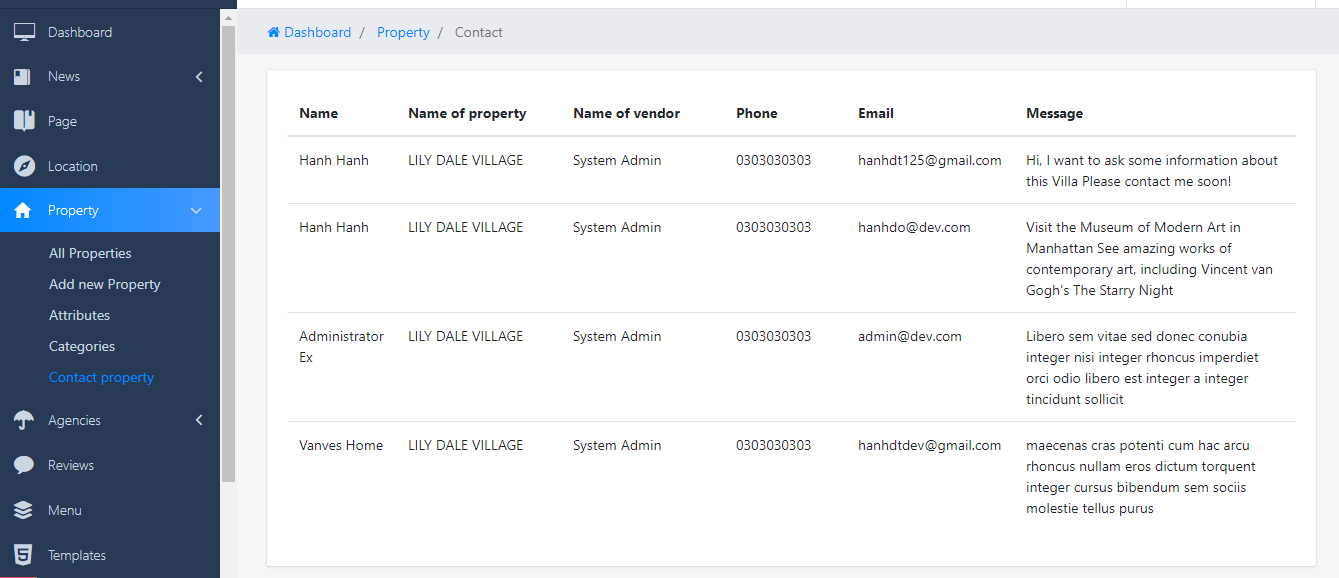 Dashboard
News
Page
Location
Property
All Properties
Add new Property
Attributes
Categories
Contact property
Agencies
Reviews
Menu
Templates
Dashboard / Property / Contact
Name Name of property Name of vendor Phone Email Message
Hanh Hanh LILY DALE VILLAGE System Admin 0303030303 hanhdt125@gmail.com Hi, I want to ask some information about
this Villa Please contact me soon!
Hanh Hanh LILY DALE VILLAGE System Admin 0303030303 hanhdo@dev.com Visit the Museum of Modern Art in
Manhattan See amazing works of
contemporary art, including Vincent van
Gogh's The Starry Night
Administrator LILY DALE VILLAGE System Admin 0303030303 admin@dev.com Libero sem vitae sed donec conubia
Ex integer nisi integer rhoncus imperdiet
orci odio libero est integer a integer
tincidunt sollicit
Vanves Home LILY DALE VILLAGE System Admin 0303030303 hanhdtdev@gmail.com maecenas cras potenti cum hac arcu
rhoncus nullam eros dictum torquent
integer cursus bibendum sem sociis
molestie tellus purus